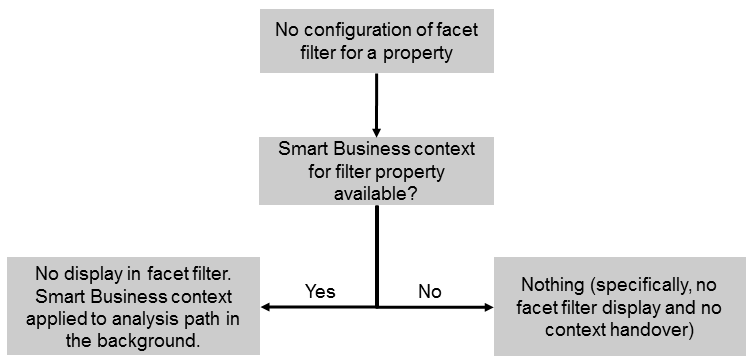 No configuration of facet
filter for a property
Smart Business context
for filter property
available?
No display in facet filter.
Smart Business context
applied to analysis path in
the background.
Yes
No
Nothing (specifically, no
facet filter display and no
context handover)